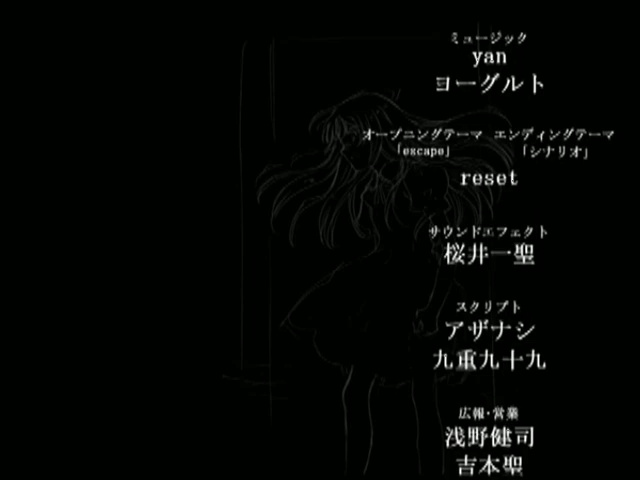 ミュージック
yan
ヨーグルト
オープニングテーマ エンディングテーマ
「escape」 「シナリオ」
reset
サウンドエフェクト
桜井一聖
スクリプト
アザナシ
九重九十九
広報・営業
浅野健司
吉本聖